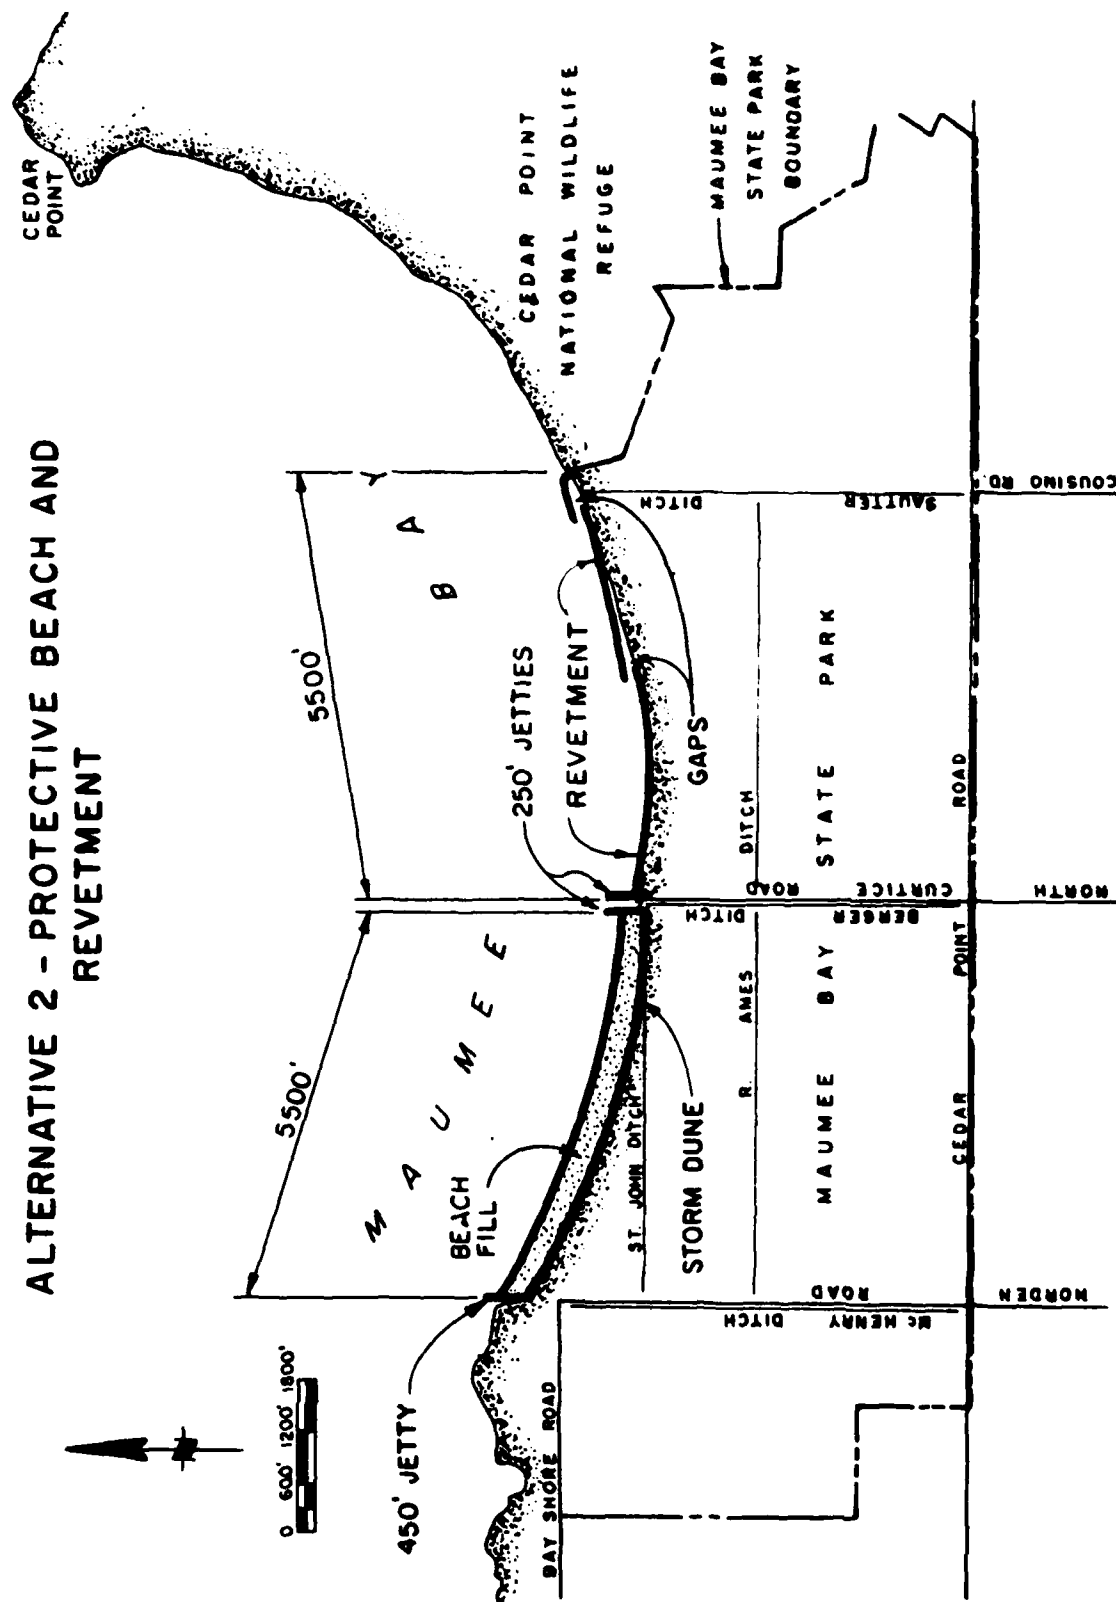 ALTERNATIVE 2 - PROTECTIVE BEACH AND
REVETMENT
CEDAR
POINT
5500'
5500'
0 600' 1200' 1800'
MAUMEE
BAY
450' JETTY
BEACH
FILL
250' JETTIES
REVETMENT
CEDAR POINT
NATIONAL WILDLIFE
REFUGE
MAUMEE BAY
STATE PARK
BOUNDARY
GAPS
STORM DUNE
ST. JOHN DITCH
BAY SHORE ROAD
R. AMES DITCH
MAUMEE BAY STATE PARK
CEDAR POINT ROAD
McHENRY
DITCH
NORDEN ROAD
BERGER
DITCH
NORTH CURTICE ROAD
SAUTTER DITCH
COUSINO RD.